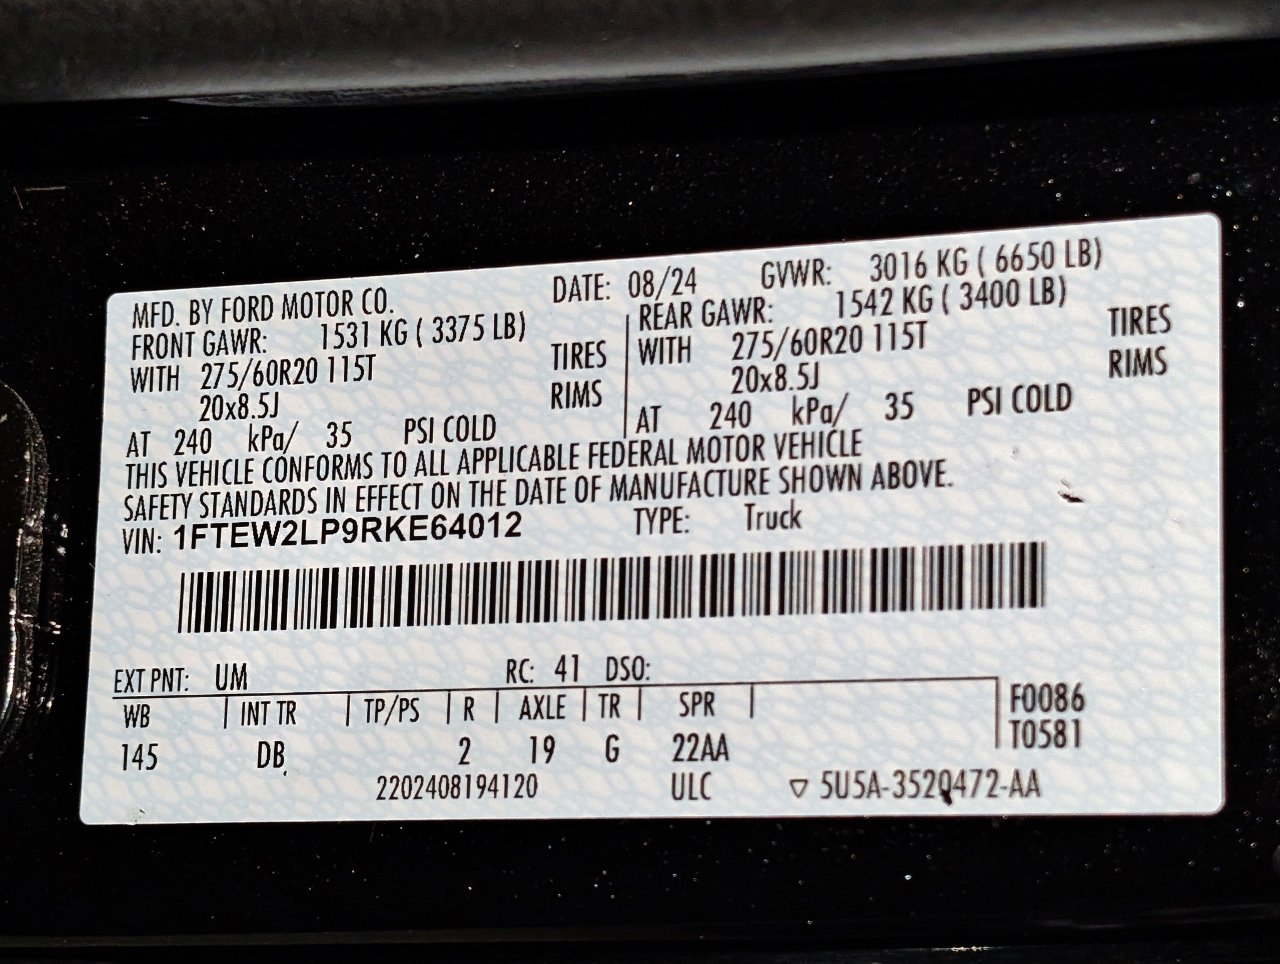 MFD. BY FORD MOTOR CO. DATE: 08/24 GVWR: 3016 KG ( 6650 LB)
FRONT GAWR: 1531 KG ( 3375 LB) REAR GAWR: 1542 KG ( 3400 LB)
WITH 275/60R20 115T TIRES WITH 275/60R20 115T TIRES
20x8.5J RIMS 20x8.5J RIMS
AT 240 kPa/ 35 PSI COLD AT 240 kPa/ 35 PSI COLD
THIS VEHICLE CONFORMS TO ALL APPLICABLE FEDERAL MOTOR VEHICLE
SAFETY STANDARDS IN EFFECT ON THE DATE OF MANUFACTURE SHOWN ABOVE.
VIN: 1FTEW2LP9RKE64012 TYPE: Truck
EXT PNT: UM RC: 41 DSO:
WB INT TR TP/PS R AXLE TR SPR F0086
T0581
145 DB 2 19 G 22AA
2202408194120 ULC ▽ 5U5A-3520472-AA